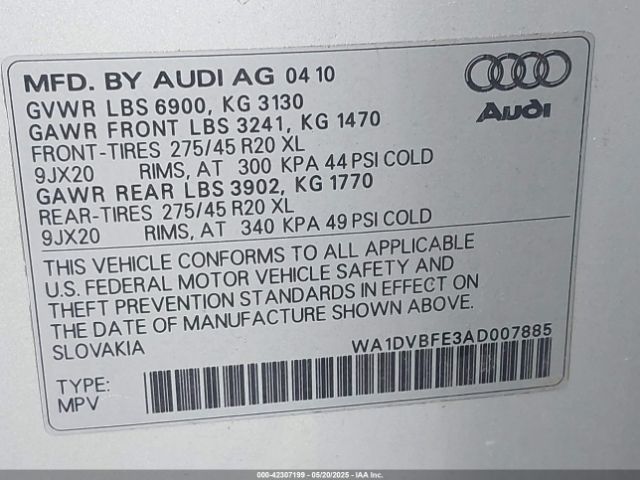 MFD. BY AUDI AG 04 10
GVWR LBS 6900, KG 3130
GAWR FRONT LBS 3241, KG 1470
FRONT-TIRES 275/45 R20 XL
9JX20 RIMS, AT 300 KPA 44 PSI COLD
GAWR REAR LBS 3902, KG 1770
REAR-TIRES 275/45 R20 XL
9JX20 RIMS, AT 340 KPA 49 PSI COLD
Audi
THIS VEHICLE CONFORMS TO ALL APPLICABLE
U.S. FEDERAL MOTOR VEHICLE SAFETY AND
THEFT PREVENTION STANDARDS IN EFFECT ON
THE DATE OF MANUFACTURE SHOWN ABOVE.
SLOVAKIA WA1DVBFE3AD007885
TYPE:
MPV
000-42307199 — 05/20/2025 — IAA Inc.